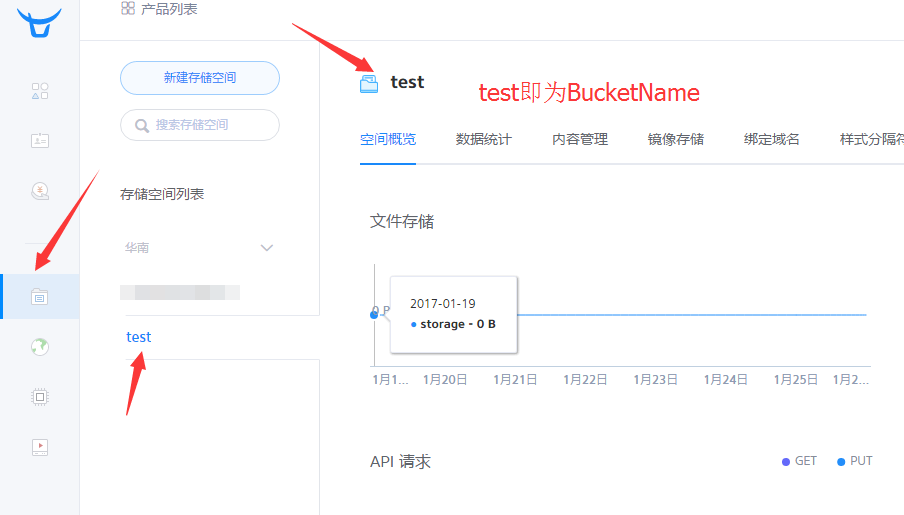 产品列表
新建存储空间
搜索存储空间
存储空间列表
华南
test
test
test即为BucketName
空间概览 数据统计 内容管理 镜像存储 绑定域名 样式分隔符
文件存储
2017-01-19
storage - 0 B
0 P
1月1... 1月20日 1月21日 1月22日 1月23日 1月24日 1月25日 1月2...
API 请求
GET PUT